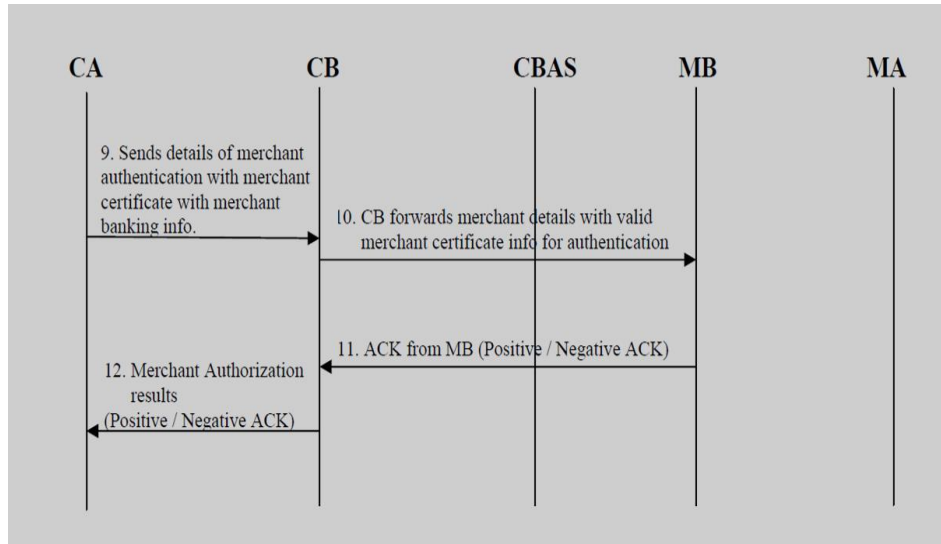 CA CB CBAS MB MA
9. Sends details of merchant
authentication with merchant
certificate with merchant
banking info.
10. CB forwards merchant details with valid
merchant certificate info for authentication
11. ACK from MB (Positive / Negative ACK)
12. Merchant Authorization
results
(Positive / Negative ACK)